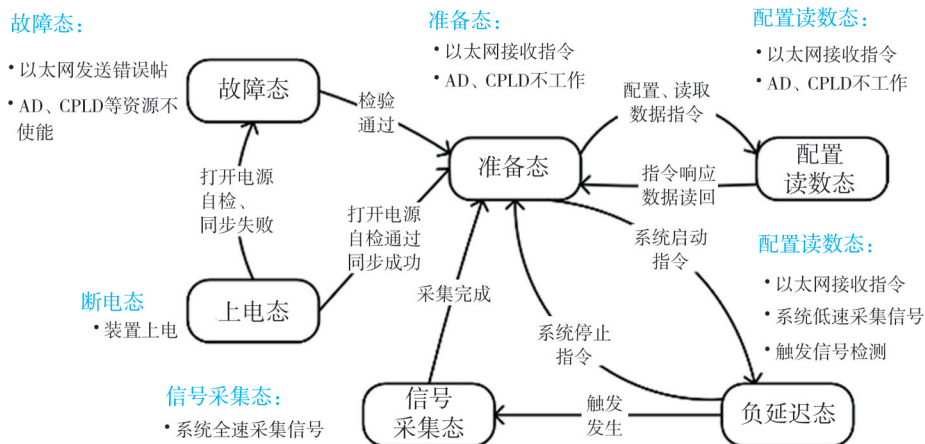 故障态：
• 以太网发送错误帖
• AD、CPLD等资源不
使能
故障态
准备态：
• 以太网接收指令
• AD、CPLD不工作
配置读数态：
• 以太网接收指令
• AD、CPLD不工作
检验
通过
配置、读取
数据指令
准备态
配置
读数态
指令响应
数据读回
打开电源
自检、
同步失败
打开电源
自检通过
同步成功
系统启动
指令
配置读数态：
• 以太网接收指令
• 系统低速采集信号
• 触发信号检测
断电态
• 装置上电
上电态
采集完成
系统停止
指令
信号采集态：
• 系统全速采集信号
信号
采集态
触发
发生
负延迟态